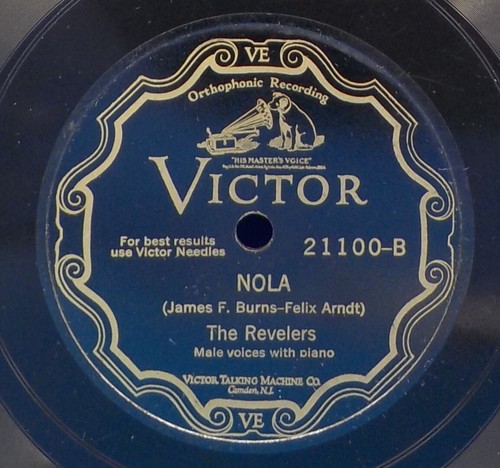 VE
Orthophonic Recording
"HIS MASTER'S VOICE"
VICTOR
For best results
use Victor Needles
21100-B
NOLA
(James F. Burns-Felix Arndt)
The Revelers
Male voices with piano
VICTOR TALKING MACHINE CO.
Camden, N.J.
VE